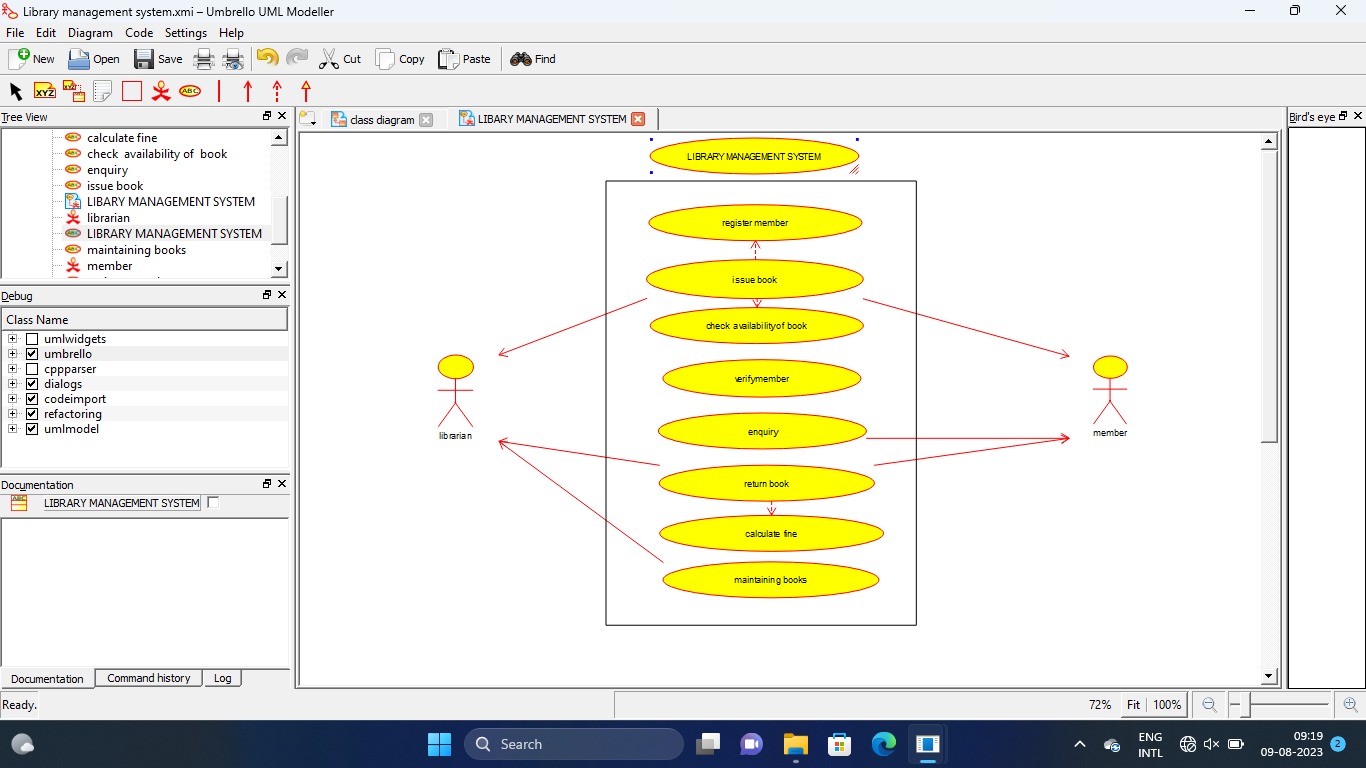 Library management system.xmi – Umbrello UML Modeller
File Edit Diagram Code Settings Help
New Open Save Cut Copy Paste Find
XYZ XYZ ABC
Tree View
class diagram
LIBARY MANAGEMENT SYSTEM
Bird's eye
calculate fine
check availability of book
enquiry
issue book
LIBARY MANAGEMENT SYSTEM
librarian
LIBRARY MANAGEMENT SYSTEM
maintaining books
member
Debug
Class Name
umlwidgets
umbrello
cppparser
dialogs
codeimport
refactoring
umlmodel
Documentation
LIBRARY MANAGEMENT SYSTEM
Documentation Command history Log
LIBRARY MANAGEMENT SYSTEM
register member
issue book
check availabilityof book
verifymember
enquiry
return book
calculate fine
maintaining books
librarian
member
Ready.
72% Fit 100%
Search
ENG
INTL
09:19
09-08-2023
2